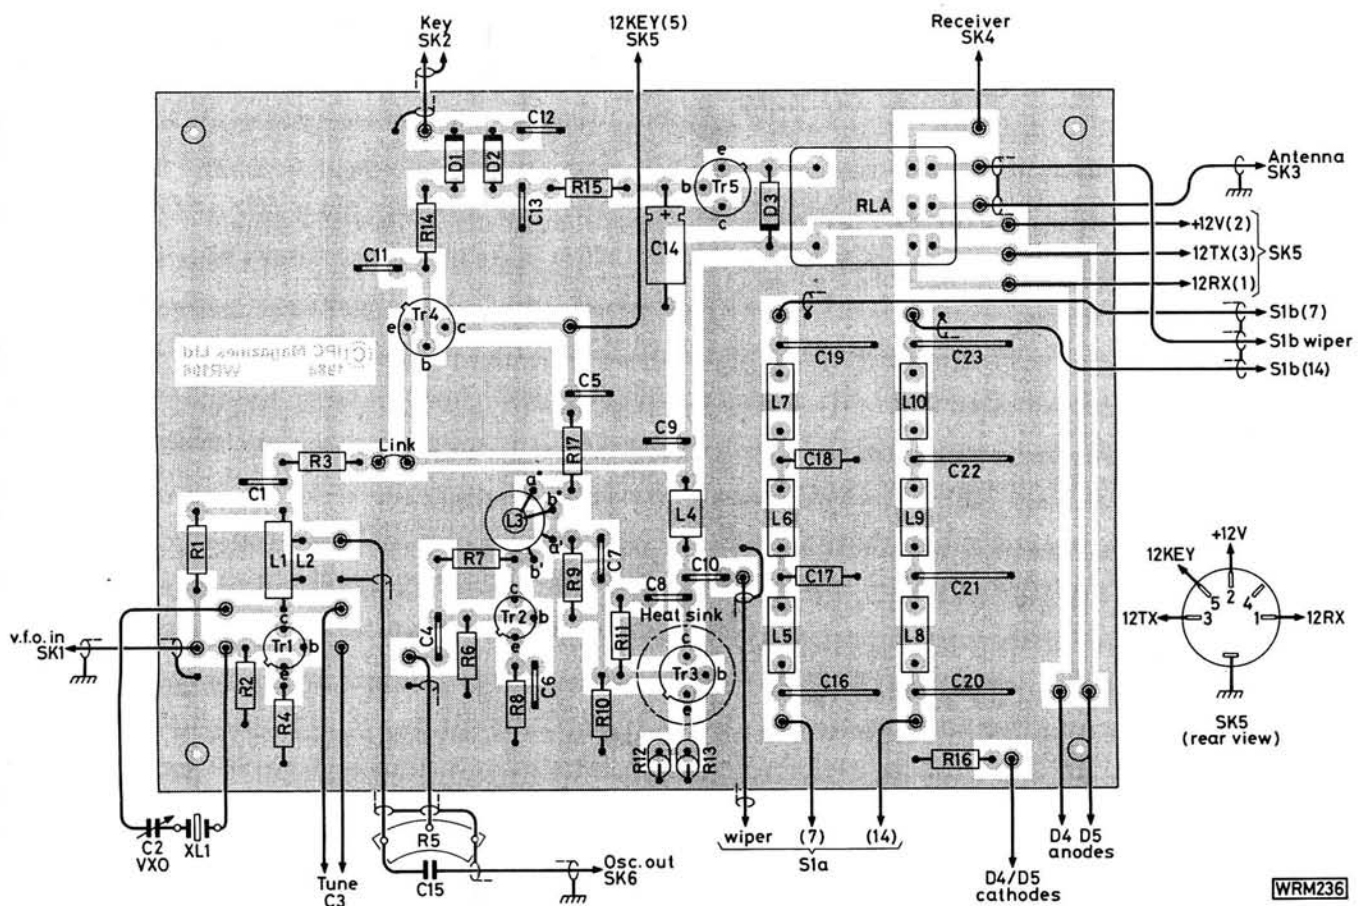 Key
SK2
12KEY(5)
SK5
Receiver
SK4
C12
D1
D2
R15
C13
R14
C11
Tr4
e
c
b
C14
+
e
b
Tr5
c
D3
RLA
Antenna
SK3
+12V(2)
12TX(3)
SK5
12RX(1)
S1b(7)
S1b wiper
S1b(14)
(C) IPC Magazines Ltd
1984 WR196
C5
R17
C9
C19
C23
L7
L10
C18
C22
L6
L9
C17
C21
L5
L8
C16
C20
R3
Link
C1
R1
L1
L2
a"
b"
L3
a'
b'
R7
R9
C7
L4
C10
C8
Heat sink
R11
c
Tr3
b
e
c
Tr2
b
e
C4
R6
R8
C6
R10
R12
R13
v.f.o. in
SK1
c
Tr1
b
e
R2
R4
R16
+12V
12KEY
12TX
12RX
5
2
4
3
1
SK5
(rear view)
C2
VXO
XL1
Tune
C3
R5
C15
Osc. out
SK6
wiper
(7)
(14)
S1a
D4/D5
cathodes
D4
D5
anodes
WRM236